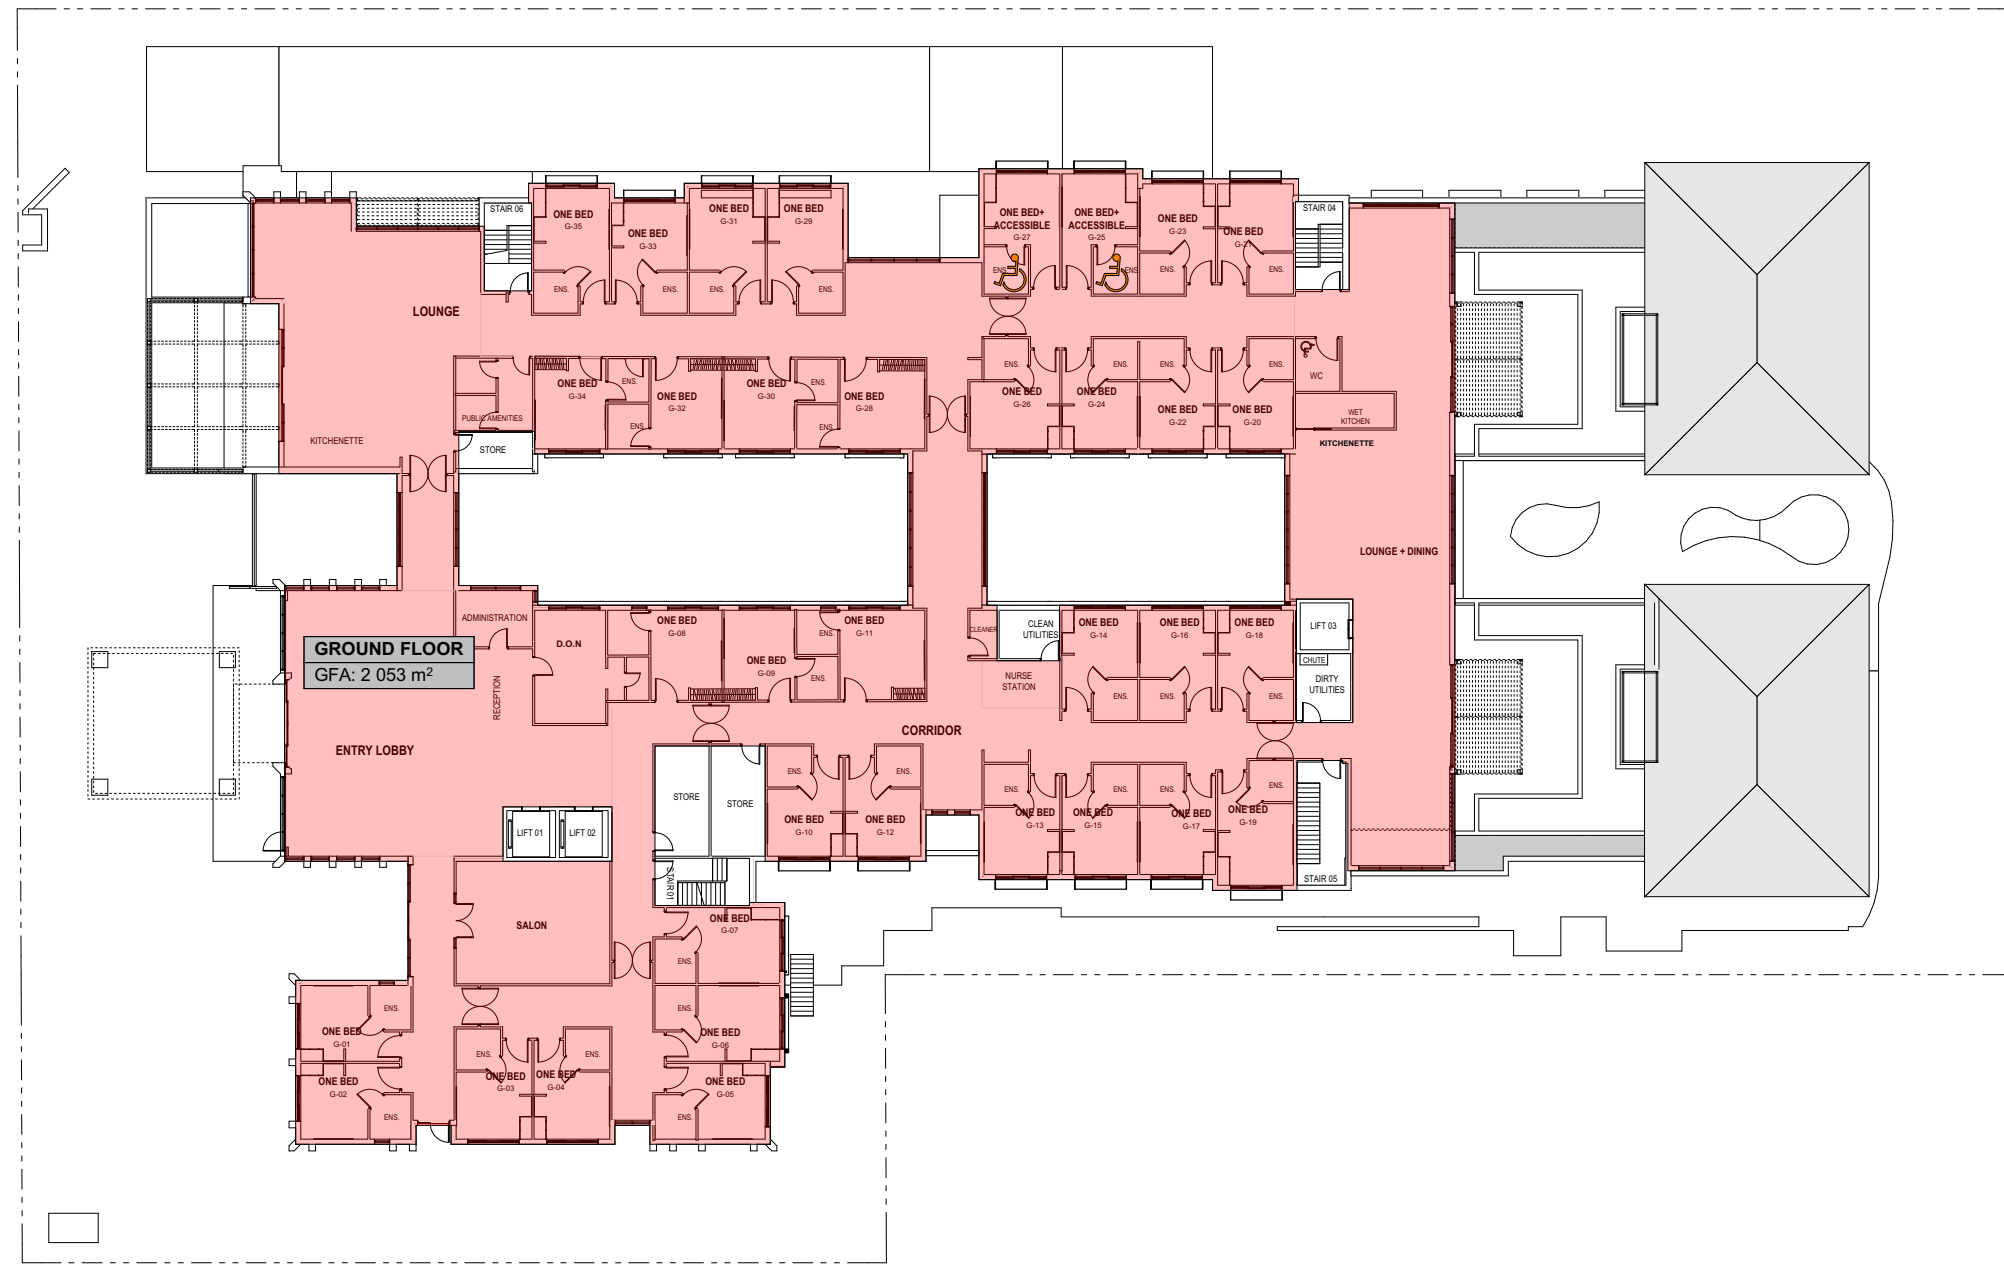 STAIR 06
ONE BED
G-35
ONE BED
G-33
ONE BED
G-31
ONE BED
G-29
ENS.
ENS.
ENS.
ENS.
ONE BED+
ACCESSIBLE
G-27
ENS.
ONE BED+
ACCESSIBLE
G-25
ENS.
ONE BED
G-23
ENS.
ONE BED
G-21
ENS.
STAIR 04
LOUNGE
KITCHENETTE
PUBLIC AMENITIES
STORE
ONE BED
G-34
ENS.
ENS.
ONE BED
G-32
ONE BED
G-30
ENS.
ENS.
ONE BED
G-28
ENS.
ONE BED
G-26
ENS.
ONE BED
G-24
ENS.
ONE BED
G-22
ENS.
ONE BED
G-20
WC
WET
KITCHEN
KITCHENETTE
LOUNGE + DINING
ADMINISTRATION
GROUND FLOOR
GFA: 2 053 m²
RECEPTION
ENTRY LOBBY
D.O.N
ENS.
ONE BED
G-08
ONE BED
G-09
ENS.
ENS.
ONE BED
G-11
CLEANER
CLEAN
UTILITIES
NURSE
STATION
ONE BED
G-14
ENS.
ONE BED
G-16
ENS.
ONE BED
G-18
ENS.
LIFT 03
CHUTE
DIRTY
UTILITIES
CORRIDOR
LIFT 01
LIFT 02
STORE
STORE
ENS.
ONE BED
G-10
ENS.
ONE BED
G-12
ENS.
ONE BED
G-13
ENS.
ONE BED
G-15
ENS.
ONE BED
G-17
ENS.
ONE BED
G-19
STAIR 05
STAIR 01
SALON
ONE BED
G-07
ENS.
ENS.
ONE BED
G-06
ENS.
ONE BED
G-01
ONE BED
G-02
ENS.
ENS.
ONE BED
G-03
ENS.
ONE BED
G-04
ONE BED
G-05
ENS.